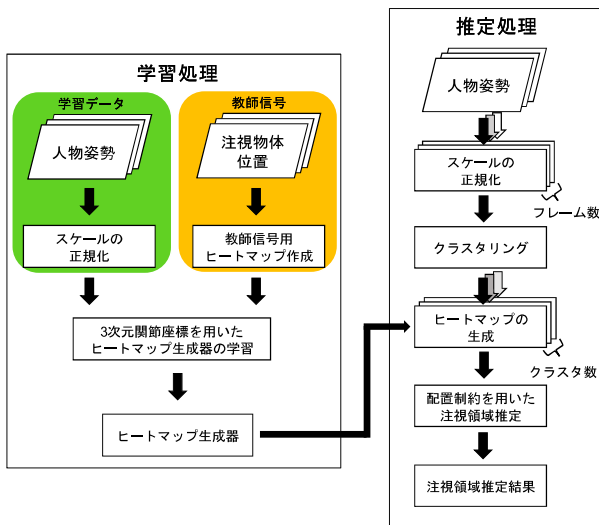 学習処理
学習データ
人物姿勢
スケールの
正規化
教師信号
注視物体
位置
教師信号用
ヒートマップ作成
3次元関節座標を用いた
ヒートマップ生成器の学習
ヒートマップ生成器
推定処理
人物姿勢
スケールの
正規化
フレーム数
クラスタリング
ヒートマップの
生成
クラスタ数
配置制約を用いた
注視領域推定
注視領域推定結果